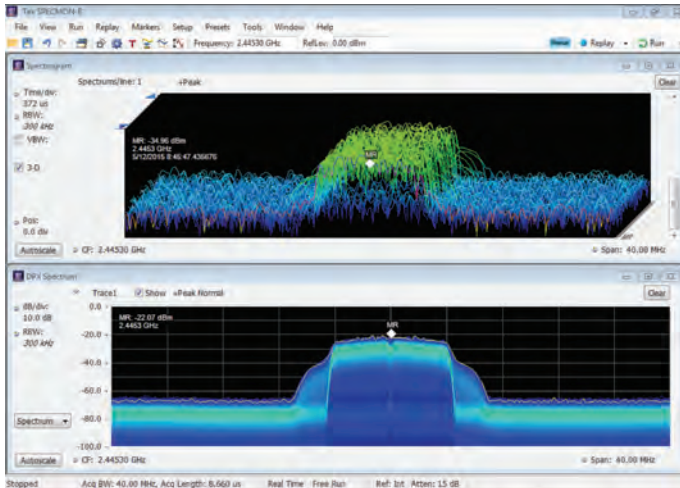 Tek SPECMON-E
File View Run Replay Markers Setup Presets Tools Window Help
Frequency: 2.44530 GHz RefLev: 0.00 dBm Replay Run
Spectrogram
Spectrums/line: 1 +Peak Clear
Time/div:
372 us
RBW:
300 kHz
VBW:
3-D
Pos:
0.0 div
MR: -34.96 dBm
2.4453 GHz
5/12/2015 8:46:47.436676
MR
Autoscale CF: 2.44530 GHz Span: 40.00 MHz
DPX Spectrum
Trace1 Show +Peak Normal Clear
dB/div:
10.0 dB
RBW:
300 kHz
0.0
-20.0
-40.0
-60.0
-80.0
-100.0
MR: -22.07 dBm
2.4453 GHz
MR
Spectrum
Autoscale CF: 2.44530 GHz Span: 40.00 MHz
Stopped Acq BW: 40.00 MHz, Acq Length: 8.660 us Real Time Free Run Ref: Int Atten: 15 dB